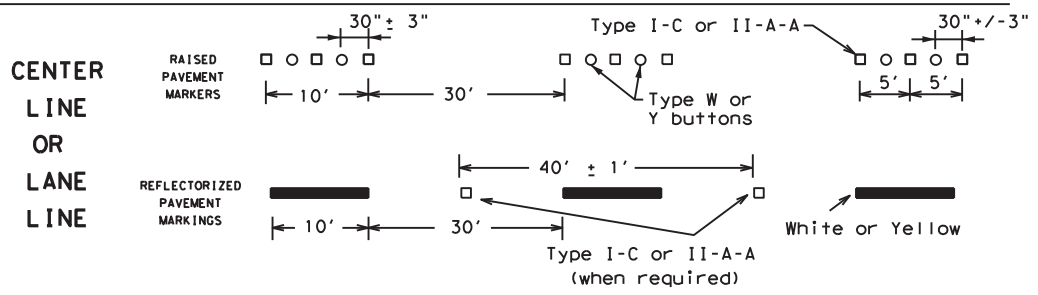 CENTER
LINE
OR
LANE
LINE
RAISED
PAVEMENT
MARKERS
30"± 3"
10'
30'
Type I-C or II-A-A
Type W or
Y buttons
30"+/-3"
5' 5'
REFLECTORIZED
PAVEMENT
MARKINGS
40' ± 1'
10'
30'
Type I-C or II-A-A
(when required)
White or Yellow